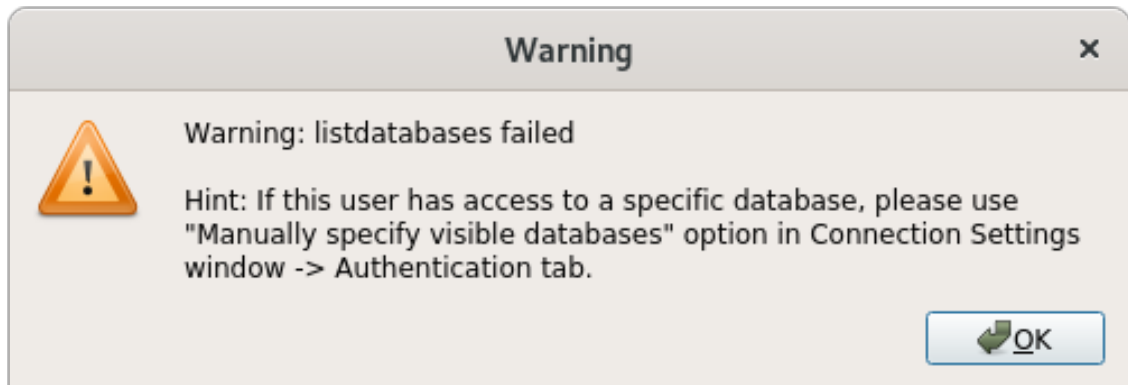 Warning
Warning: listdatabases failed
Hint: If this user has access to a specific database, please use
"Manually specify visible databases" option in Connection Settings
window -> Authentication tab.
OK